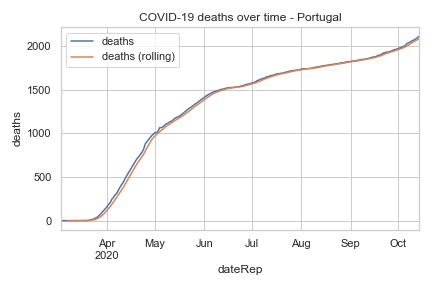 COVID-19 deaths over time - Portugal
deaths
deaths (rolling)
deaths
2000
1500
1000
500
0
Apr May Jun Jul Aug Sep Oct
2020
dateRep